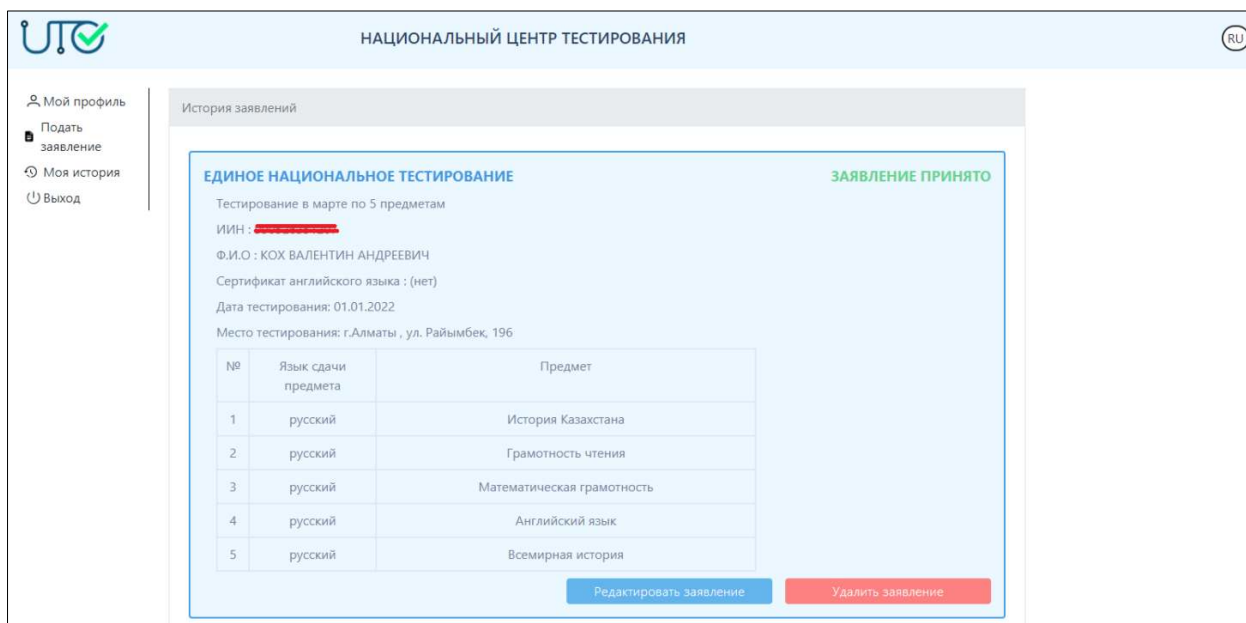 UTO
НАЦИОНАЛЬНЫЙ ЦЕНТР ТЕСТИРОВАНИЯ
RU
Мой профиль
Подать
заявление
Моя история
Выход
История заявлений
ЕДИНОЕ НАЦИОНАЛЬНОЕ ТЕСТИРОВАНИЕ
ЗАЯВЛЕНИЕ ПРИНЯТО
Тестирование в марте по 5 предметам
ИИН :
Ф.И.О : КОХ ВАЛЕНТИН АНДРЕЕВИЧ
Сертификат английского языка : (нет)
Дата тестирования: 01.01.2022
Место тестирования: г.Алматы , ул. Райымбек, 196
№ Язык сдачи Предмет
предмета
1 русский История Казахстана
2 русский Грамотность чтения
3 русский Математическая грамотность
4 русский Английский язык
5 русский Всемирная история
Редактировать заявление Удалить заявление